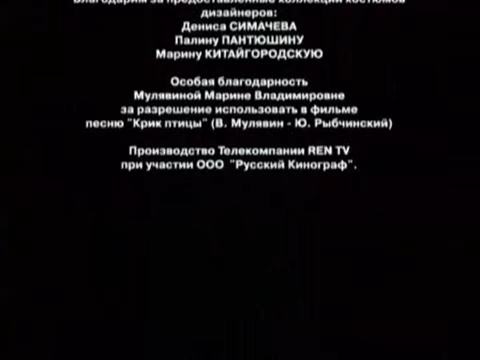 Благодарим за предоставленные коллекции костюмов
дизайнеров:
Дениса СИМАЧЕВА
Палину ПАНТЮШИНУ
Марину КИТАЙГОРОДСКУЮ
Особая благодарность
Мулявиной Марине Владимировне
за разрешение использовать в фильме
песню "Крик птицы" (В. Мулявин - Ю. Рыбчинский)
Производство Телекомпании REN TV
при участии ООО "Русский Кинограф".